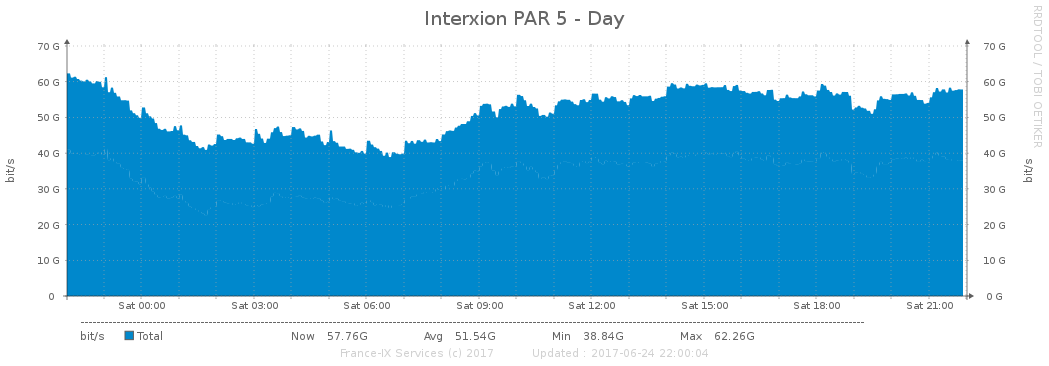 Interxion PAR 5 - Day
RRDTOOL / TOBI OETIKER
70 G 70 G
60 G 60 G
50 G 50 G
40 G 40 G
30 G 30 G
20 G 20 G
10 G 10 G
0 0 G
bit/s bit/s
Sat 00:00 Sat 03:00 Sat 06:00 Sat 09:00 Sat 12:00 Sat 15:00 Sat 18:00 Sat 21:00
bit/s Total Now 57.76G Avg 51.54G Min 38.84G Max 62.26G
France-IX Services (c) 2017 Updated : 2017-06-24 22:00:04